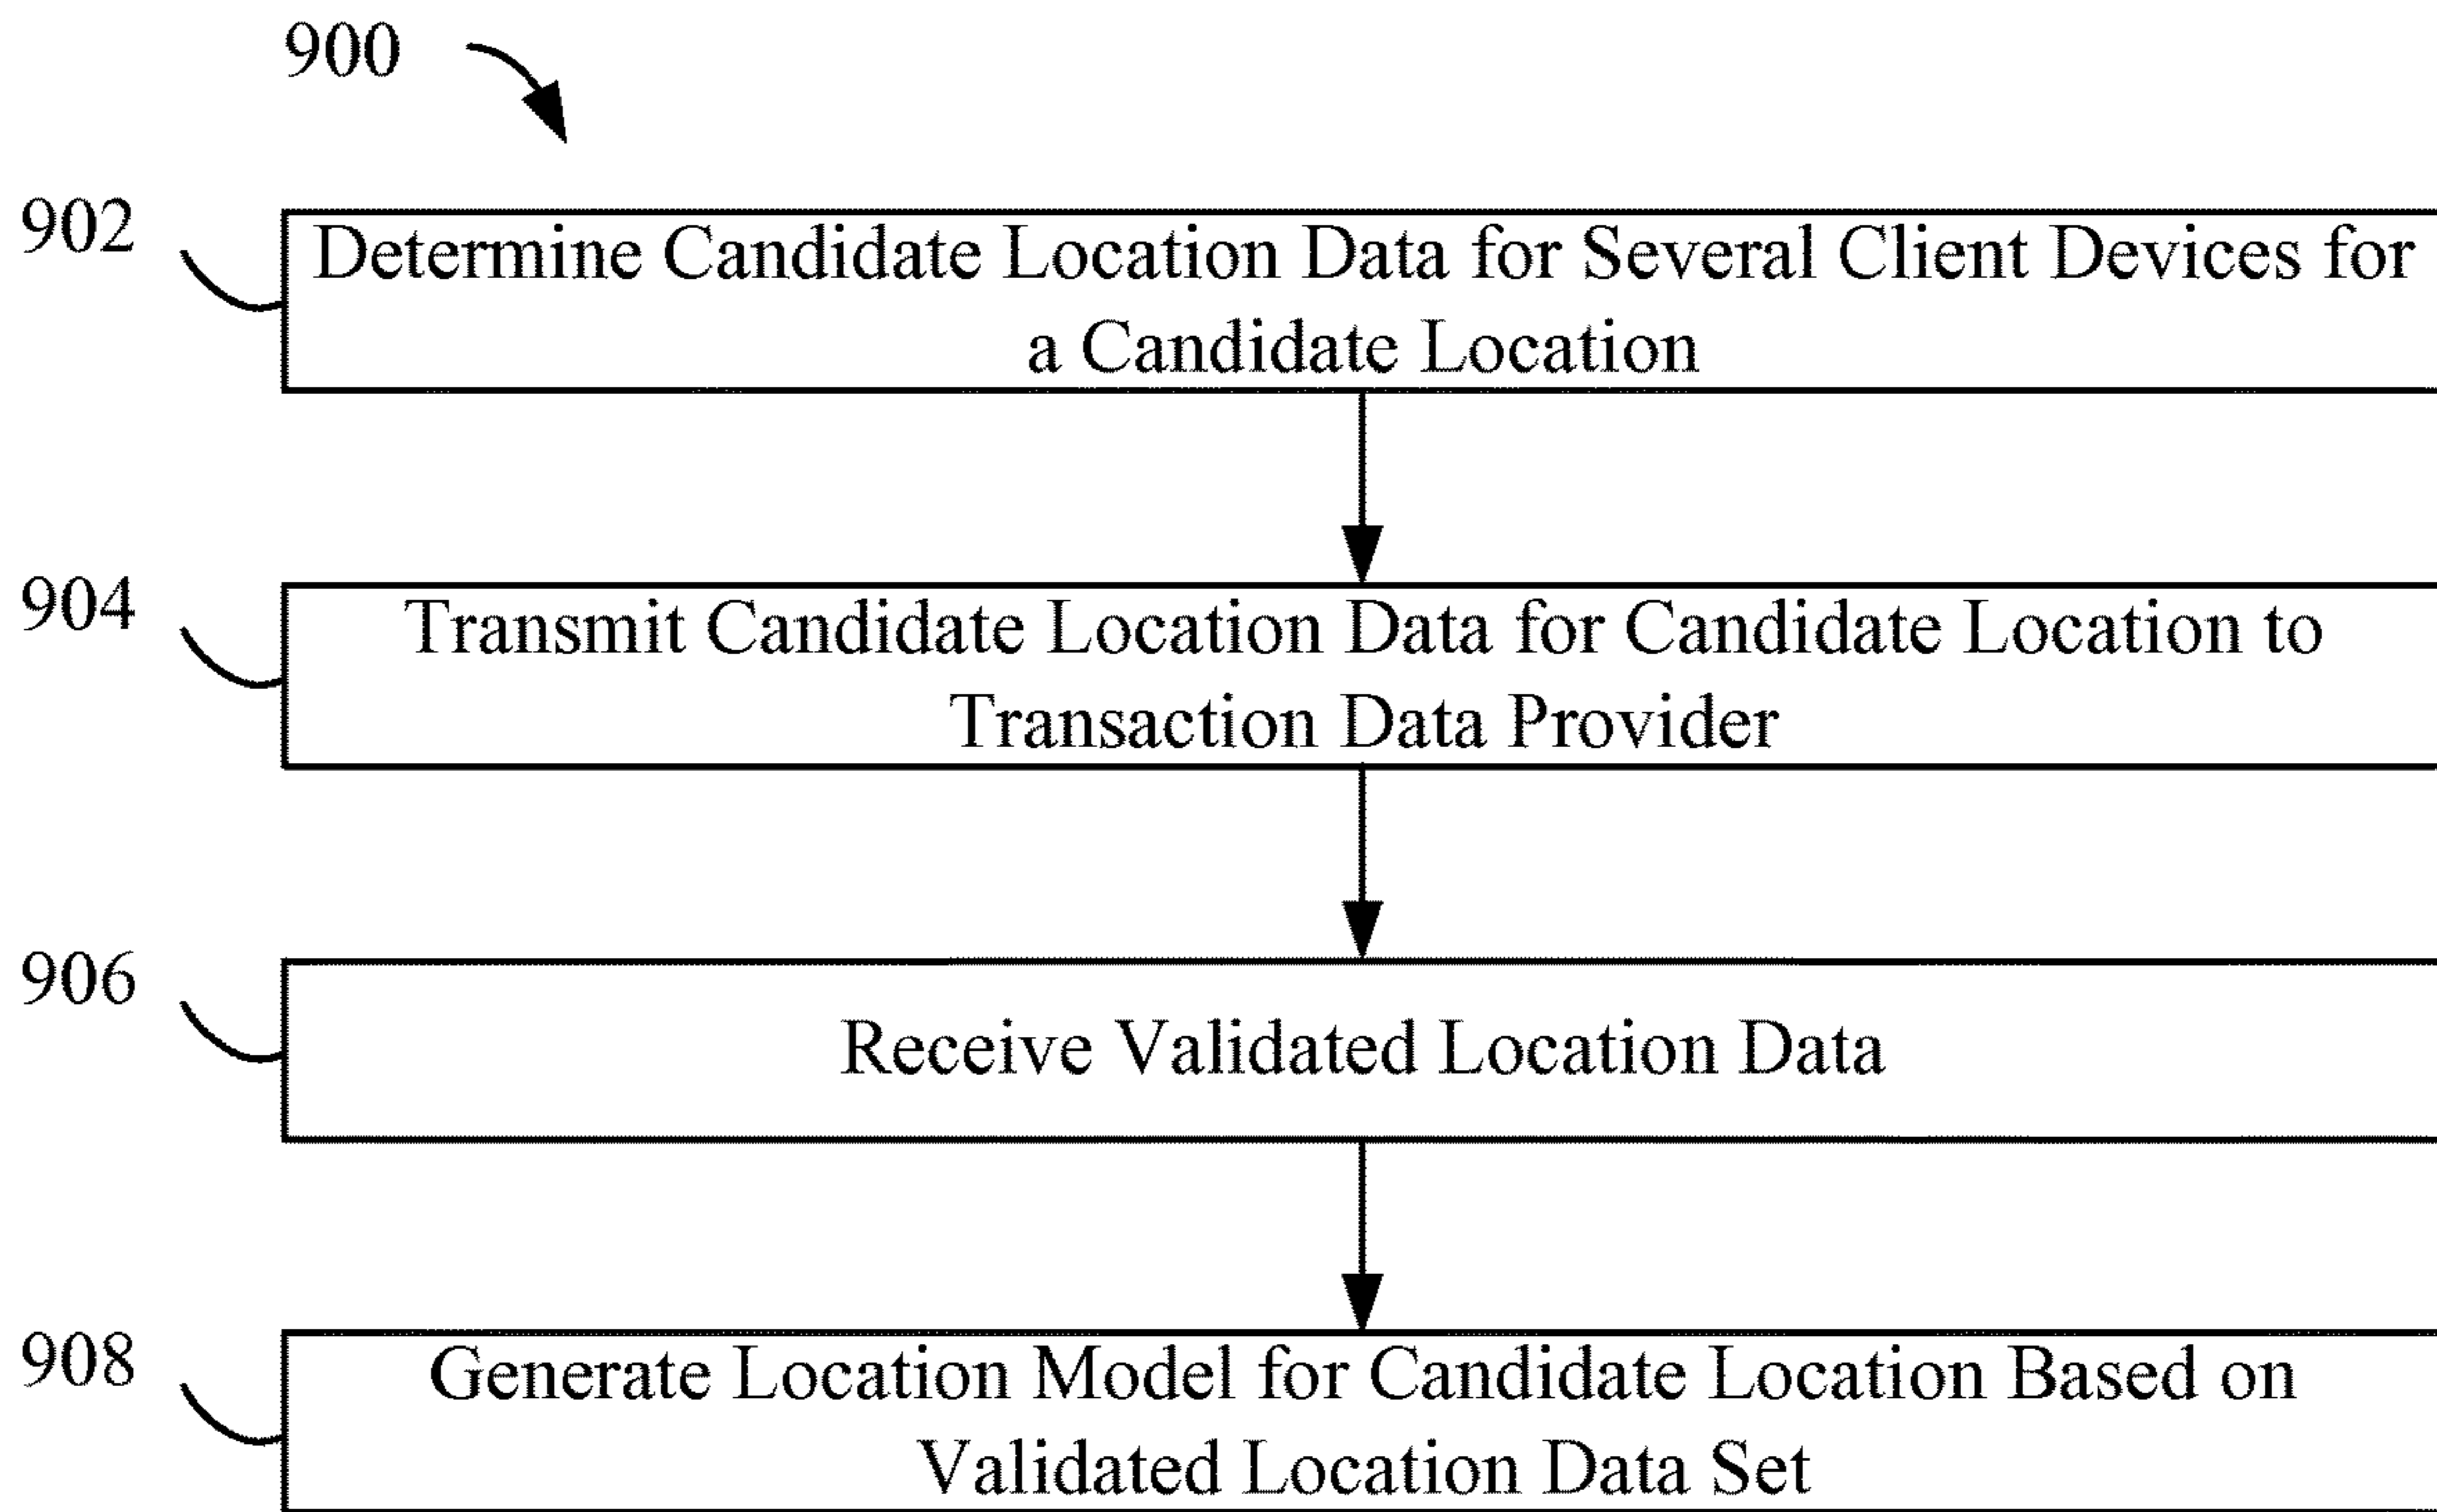 900
902
Determine Candidate Location Data for Several Client Devices for
a Candidate Location
904
Transmit Candidate Location Data for Candidate Location to
Transaction Data Provider
906
Receive Validated Location Data
908
Generate Location Model for Candidate Location Based on
Validated Location Data Set